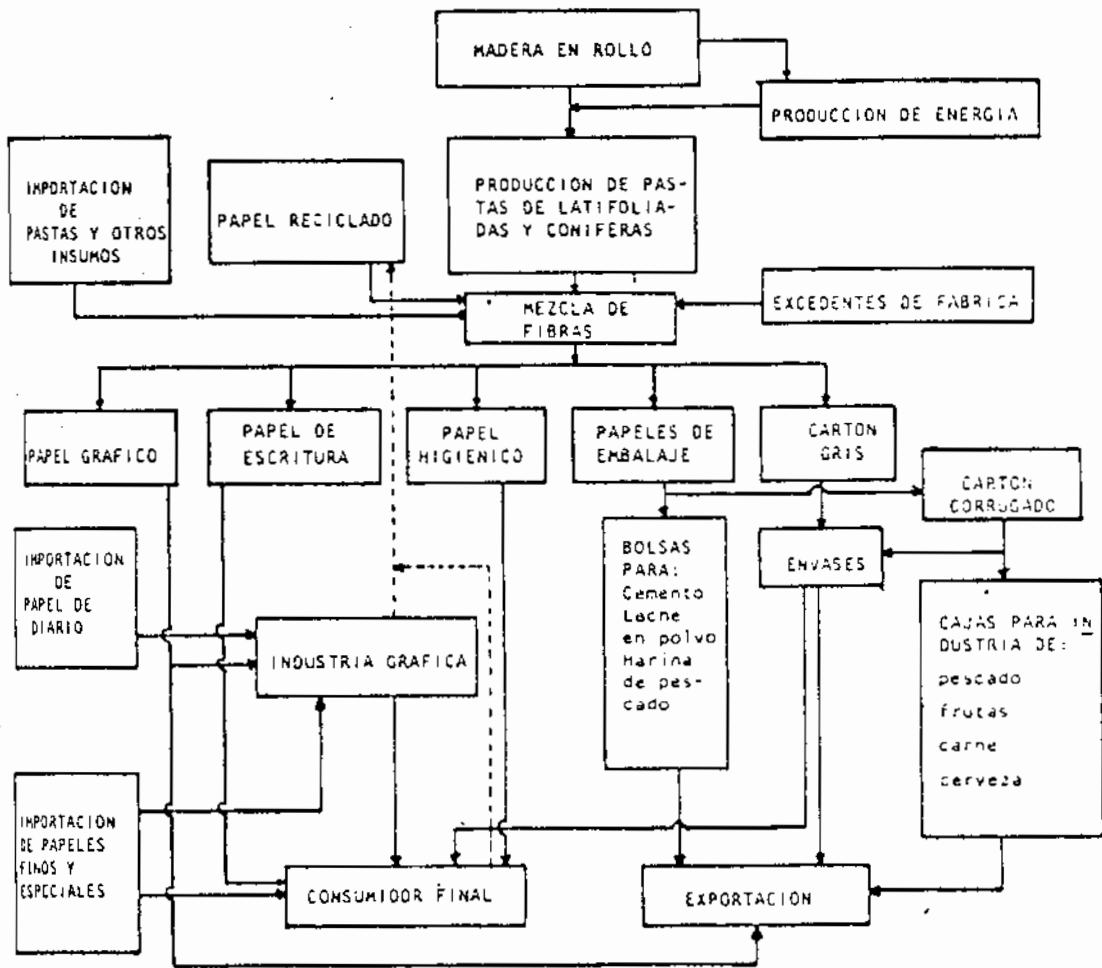 MADERA EN ROLLO
PRODUCCION DE ENERGIA
IMPORTACION
DE
PASTAS Y OTROS
INSUMOS
PAPEL RECICLADO
PRODUCCION DE PAS-
TAS DE LATIFOLIA-
DAS Y CONIFERAS
MEZCLA DE
FIBRAS
EXCEDENTES DE FABRICA
PAPEL GRAFICO
PAPEL DE
ESCRITURA
PAPEL
HIGIENICO
PAPELES DE
EMBALAJE
CARTON
GRIS
CARTON
CORRUGADO
IMPORTACION
DE
PAPEL DE
DIARIO
INDUSTRIA GRAFICA
BOLSAS
PARA:
Cemento
Lache
en polvo
Harina
de pes-
cado
ENVASES
CAJAS PARA IN
DUSTRIA DE:
pescado
frutas
carne
cerveza
IMPORTACION
DE PAPELES
FINOS Y
ESPECIALES
CONSUMIDOR FINAL
EXPORTACION